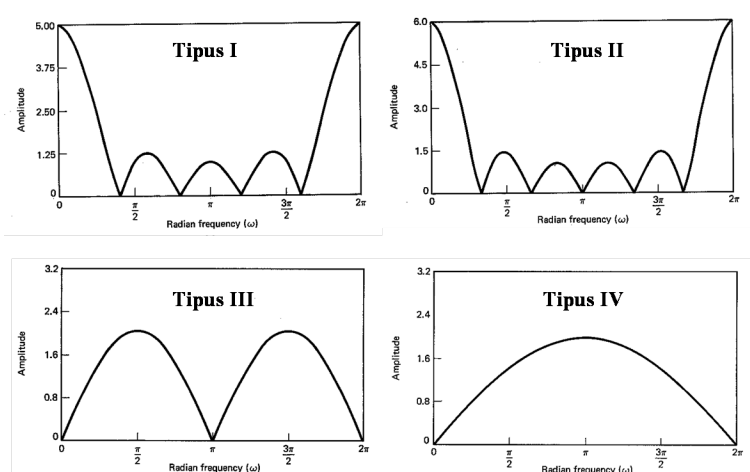 Tipus I
5.00
3.75
2.50
1.25
0
Amplitude
0
π/2
π
3π/2
2π
Radian frequency (ω)
Tipus II
6.0
4.5
3.0
1.5
0
Amplitude
0
π/2
π
3π/2
2π
Radian frequency (ω)
Tipus III
3.2
2.4
1.6
0.8
0
Amplitude
0
π/2
π
3π/2
2π
Radian frequency (ω)
Tipus IV
3.2
2.4
1.6
0.8
0
Amplitude
0
π/2
π
3π/2
2π
Radian frequency (ω)